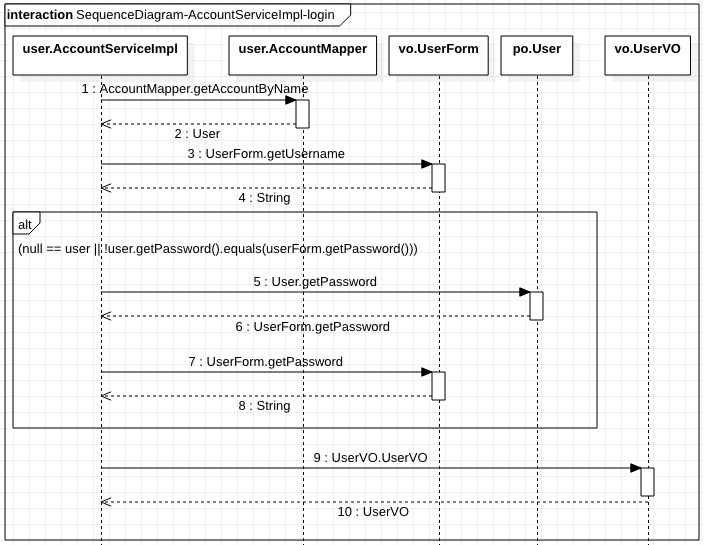 interaction SequenceDiagram-AccountServiceImpl-login
user.AccountServiceImpl
user.AccountMapper
vo.UserForm
po.User
vo.UserVO
1 : AccountMapper.getAccountByName
2 : User
3 : UserForm.getUsername
4 : String
alt
(null == user || !user.getPassword().equals(userForm.getPassword()))
5 : User.getPassword
6 : UserForm.getPassword
7 : UserForm.getPassword
8 : String
9 : UserVO.UserVO
10 : UserVO